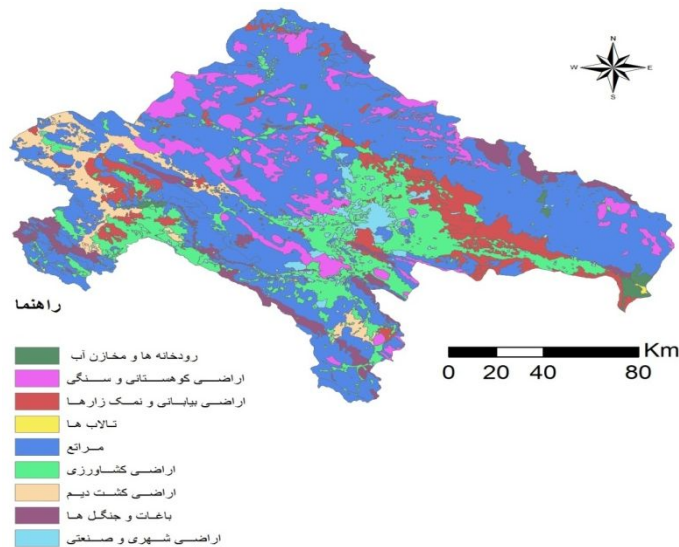 N
W E
S
راهنما
رودخانه ها و مخازن آب
اراضی کوهستانی و سنگی
اراضی بیابانی و نمک زارها
تالاب ها
مراتع
اراضی کشاورزی
اراضی کشت دیم
باغات و جنگل ها
اراضی شهری و صنعتی
Km
0 20 40 80